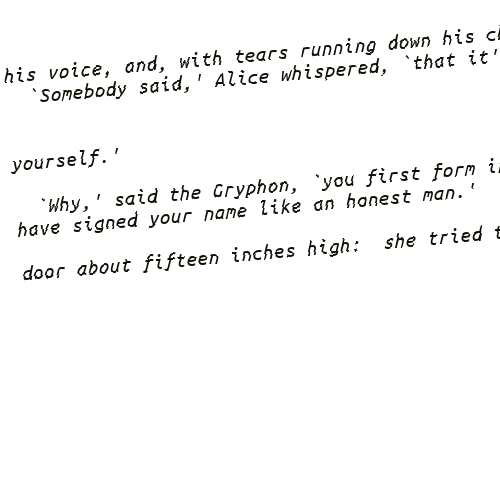 his voice, and, with tears running down his
`Somebody said,' Alice whispered, `that it'
yourself.'
`Why,' said the Gryphon, `you first form
have signed your name like an honest man.'
door about fifteen inches high:  she tried